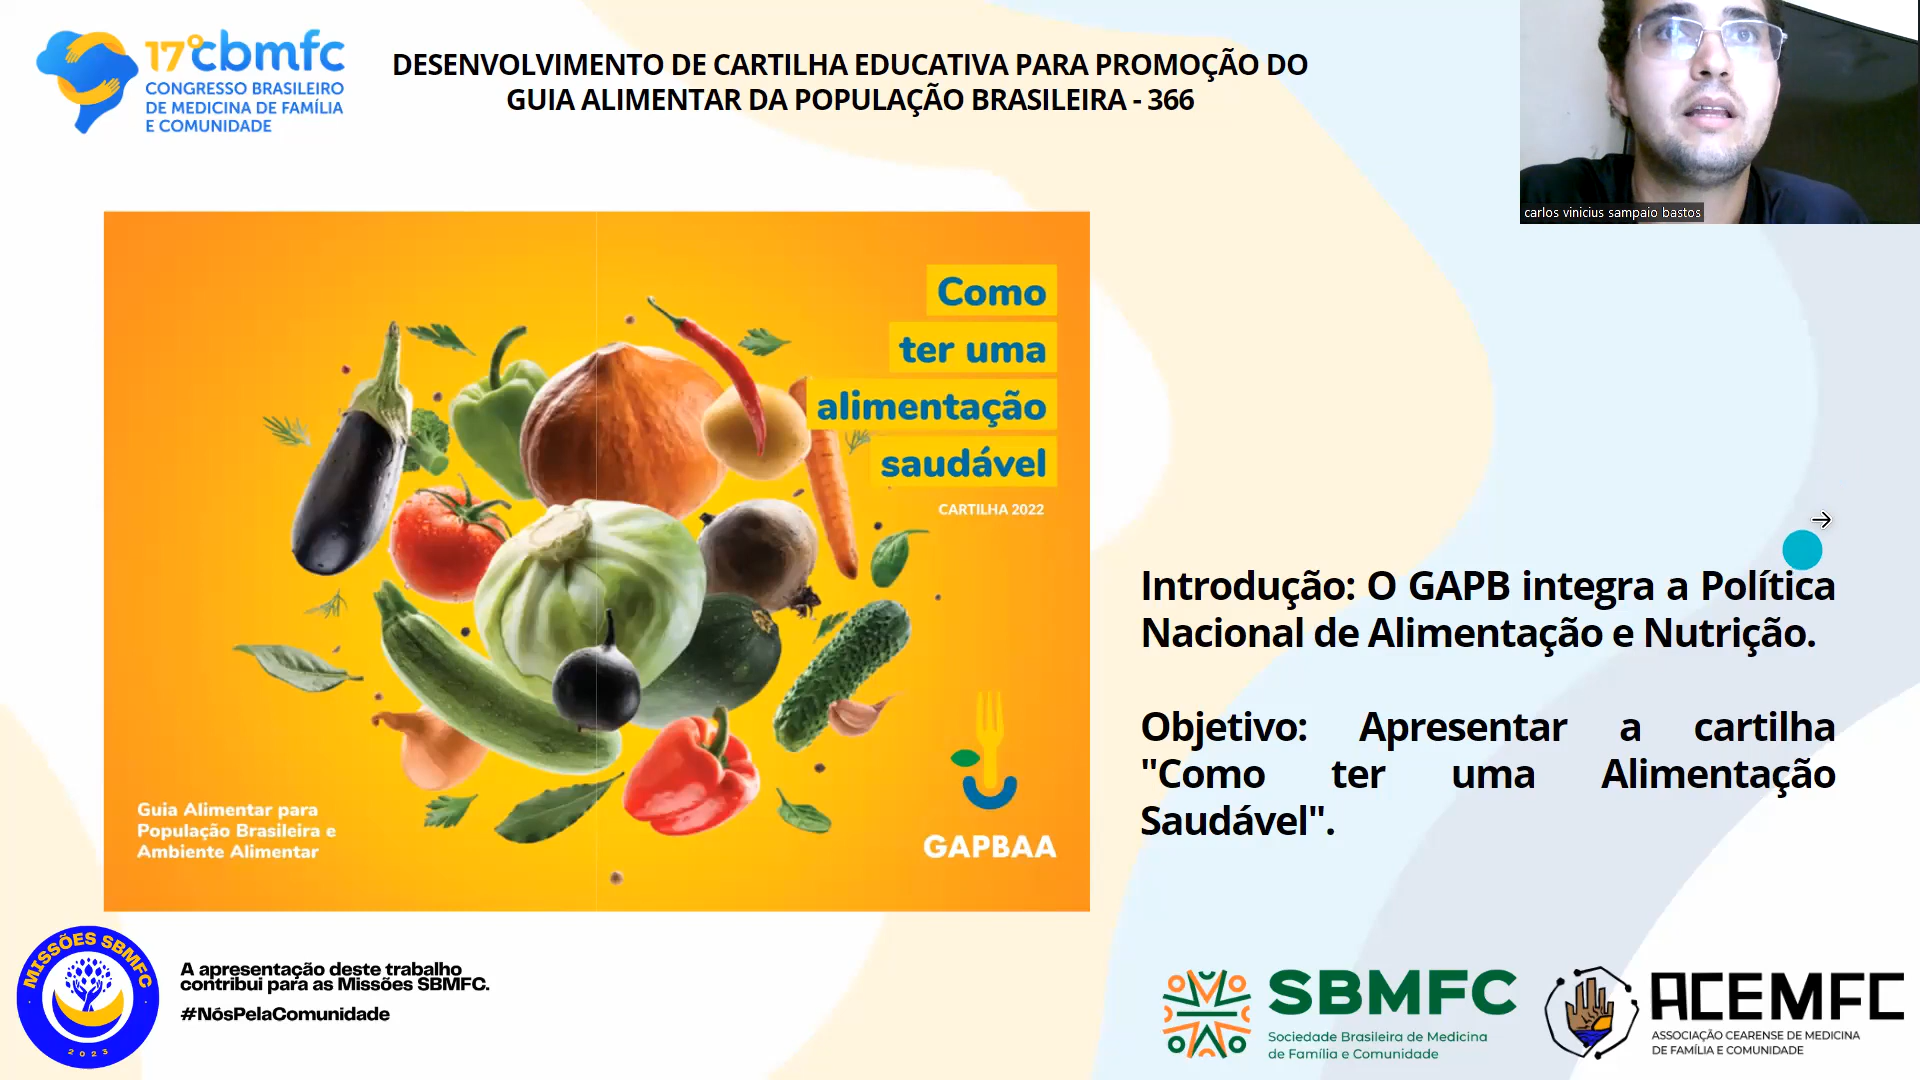 17º cbmfc
CONGRESSO BRASILEIRO
DE MEDICINA DE FAMÍLIA
E COMUNIDADE
DESENVOLVIMENTO DE CARTILHA EDUCATIVA PARA PROMOÇÃO DO
GUIA ALIMENTAR DA POPULAÇÃO BRASILEIRA - 366
carlos vinicius sampaio bastos
Como
ter uma
alimentação
saudável
CARTILHA 2022
Guia Alimentar para
População Brasileira e
Ambiente Alimentar
GAPBAA
Introdução: O GAPB integra a Política
Nacional de Alimentação e Nutrição.
Objetivo: Apresentar a cartilha
"Como ter uma Alimentação
Saudável".
MISSÕES SBMFC
2023
A apresentação deste trabalho
contribui para as Missões SBMFC.
#NósPelaComunidade
SBMFC
Sociedade Brasileira de Medicina
de Família e Comunidade
ACEMFC
ASSOCIAÇÃO CEARENSE DE MEDICINA
DE FAMÍLIA E COMUNIDADE